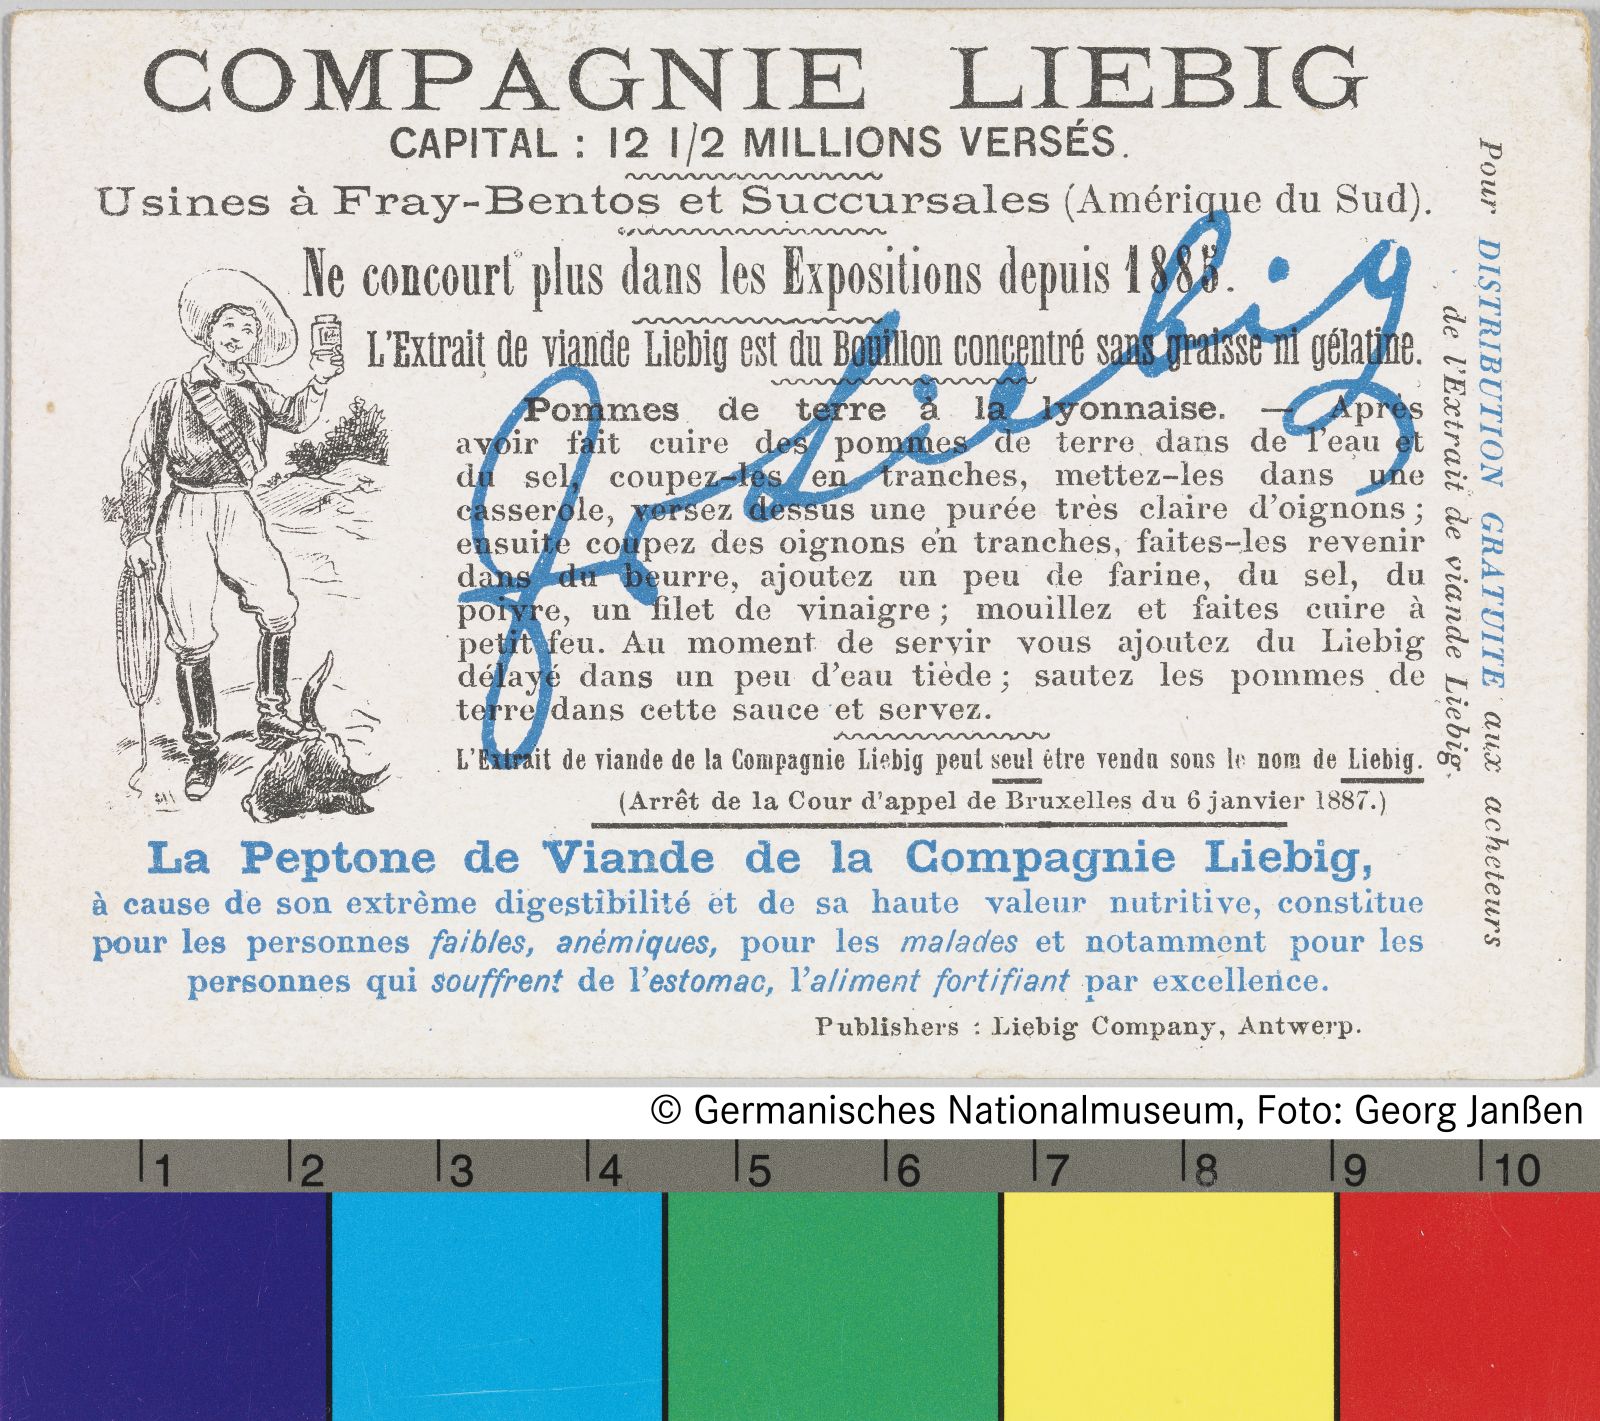 COMPAGNIE LIEBIG
CAPITAL : 12 1/2 MILLIONS VERSÉS.
Usines à Fray-Bentos et Succursales (Amérique du Sud).
Ne concourt plus dans les Expositions depuis 1885.
L'Extrait de viande Liebig est du Bouillon concentré sans graisse ni gélatine.
Pommes de terre à la lyonnaise. — Après
avoir fait cuire des pommes de terre dans de l'eau et
du sel, coupez-les en tranches, mettez-les dans une
casserole, versez dessus une purée très claire d'oignons ;
ensuite coupez des oignons en tranches, faites-les revenir
dans du beurre, ajoutez un peu de farine, du sel, du
poivre, un filet de vinaigre ; mouillez et faites cuire à
petit feu. Au moment de servir vous ajoutez du Liebig
délayé dans un peu d'eau tiède ; sautez les pommes de
terre dans cette sauce et servez.
L'Extrait de viande de la Compagnie Liebig peut seul être vendu sous le nom de Liebig.
(Arrêt de la Cour d'appel de Bruxelles du 6 janvier 1887.)
La Peptone de Viande de la Compagnie Liebig,
à cause de son extrême digestibilité et de sa haute valeur nutritive, constitue
pour les personnes faibles, anémiques, pour les malades et notamment pour les
personnes qui souffrent de l'estomac, l'aliment fortifiant par excellence.
Publishers : Liebig Company, Antwerp.
Pour DISTRIBUTION GRATUITE aux acheteurs
de l'Extrait de viande Liebig.
J v Liebig
© Germanisches Nationalmuseum, Foto: Georg Janßen
1 2 3 4 5 6 7 8 9 10